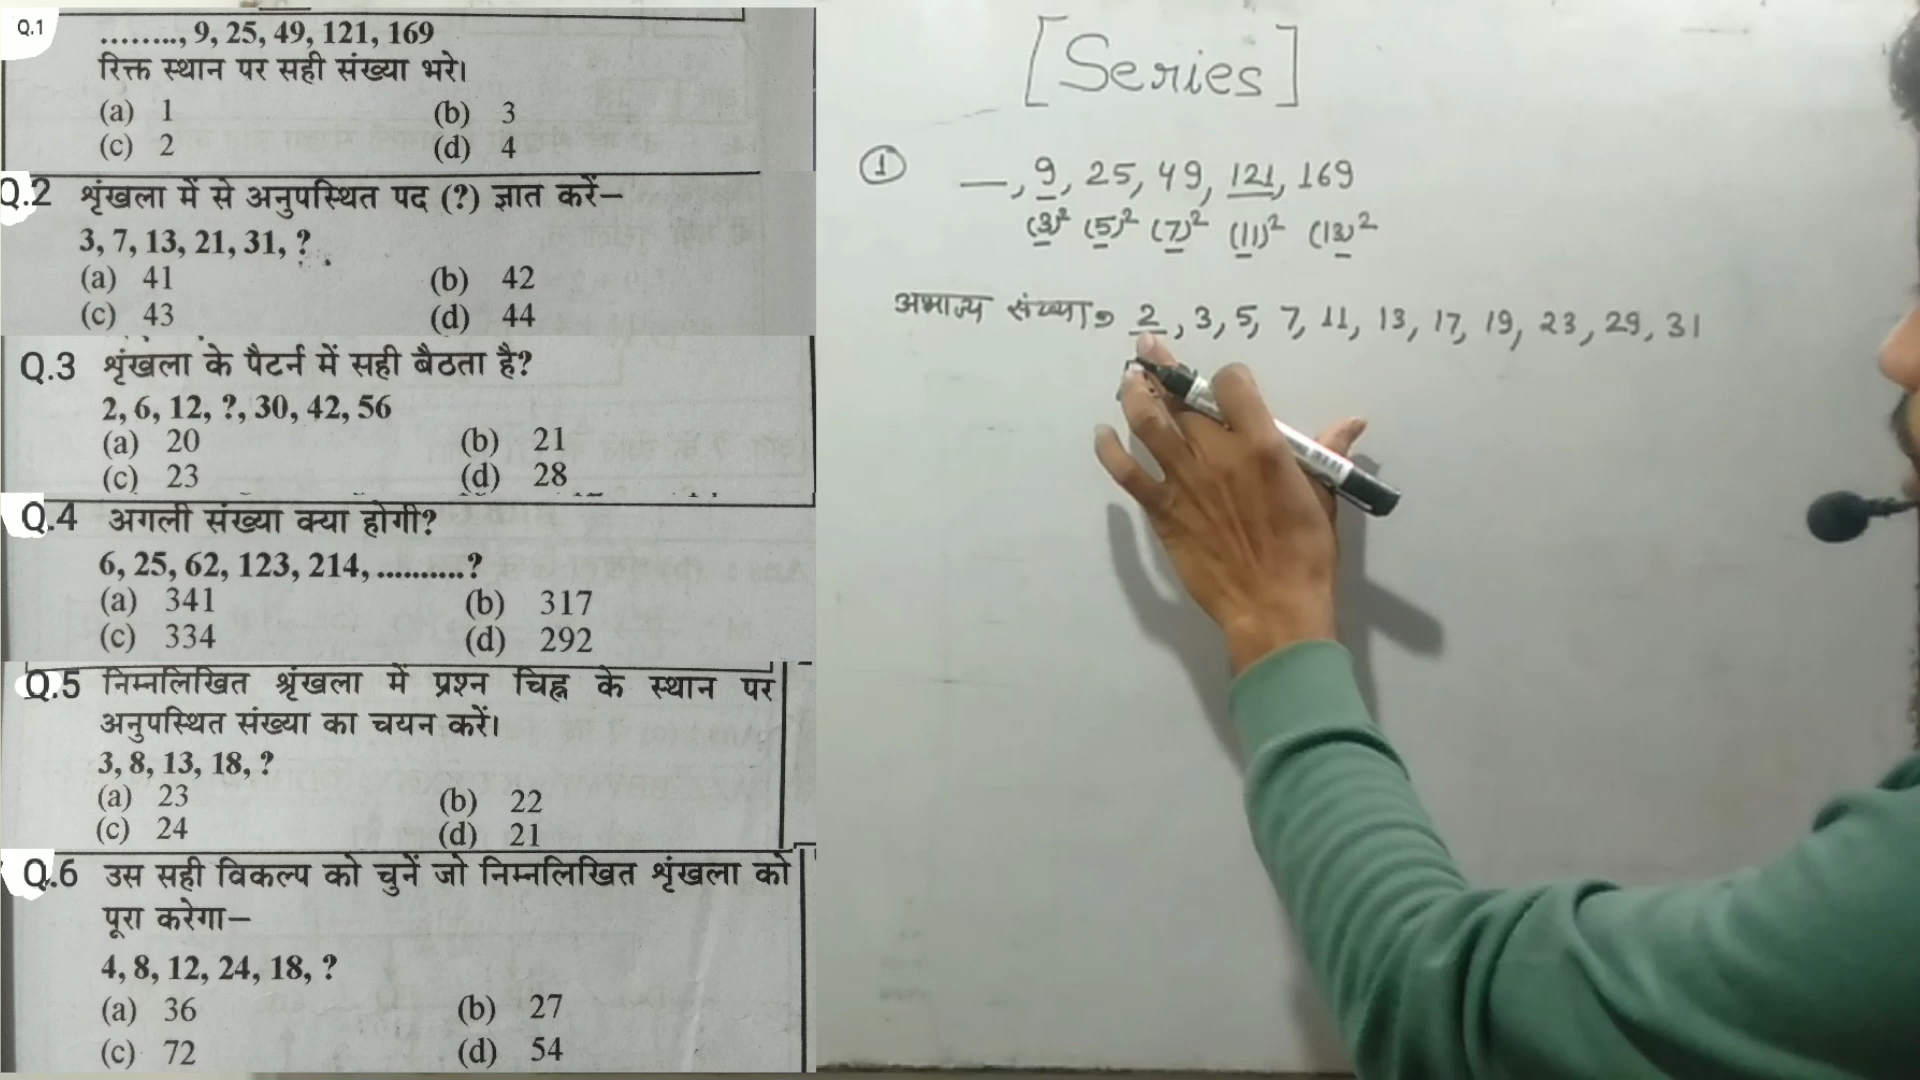 Q.1
........, 9, 25, 49, 121, 169
रिक्त स्थान पर सही संख्या भरे।
(a) 1 (b) 3
(c) 2 (d) 4
Q.2 शृंखला में से अनुपस्थित पद (?) ज्ञात करें–
3, 7, 13, 21, 31, ?
(a) 41 (b) 42
(c) 43 (d) 44
Q.3 शृंखला के पैटर्न में सही बैठता है?
2, 6, 12, ?, 30, 42, 56
(a) 20 (b) 21
(c) 23 (d) 28
Q.4 अगली संख्या क्या होगी?
6, 25, 62, 123, 214, ..........?
(a) 341 (b) 317
(c) 334 (d) 292
Q.5 निम्नलिखित श्रृंखला में प्रश्न चिह्न के स्थान पर
अनुपस्थित संख्या का चयन करें।
3, 8, 13, 18, ?
(a) 23 (b) 22
(c) 24 (d) 21
Q.6 उस सही विकल्प को चुनें जो निम्नलिखित शृंखला को
पूरा करेगा–
4, 8, 12, 24, 18, ?
(a) 36 (b) 27
(c) 72 (d) 54
[Series]
① __, 9, 25, 49, 121, 169
(3)² (5)² (7)² (11)² (13)²
अभाज्य संख्या⇒ 2, 3, 5, 7, 11, 13, 17, 19, 23, 29, 31